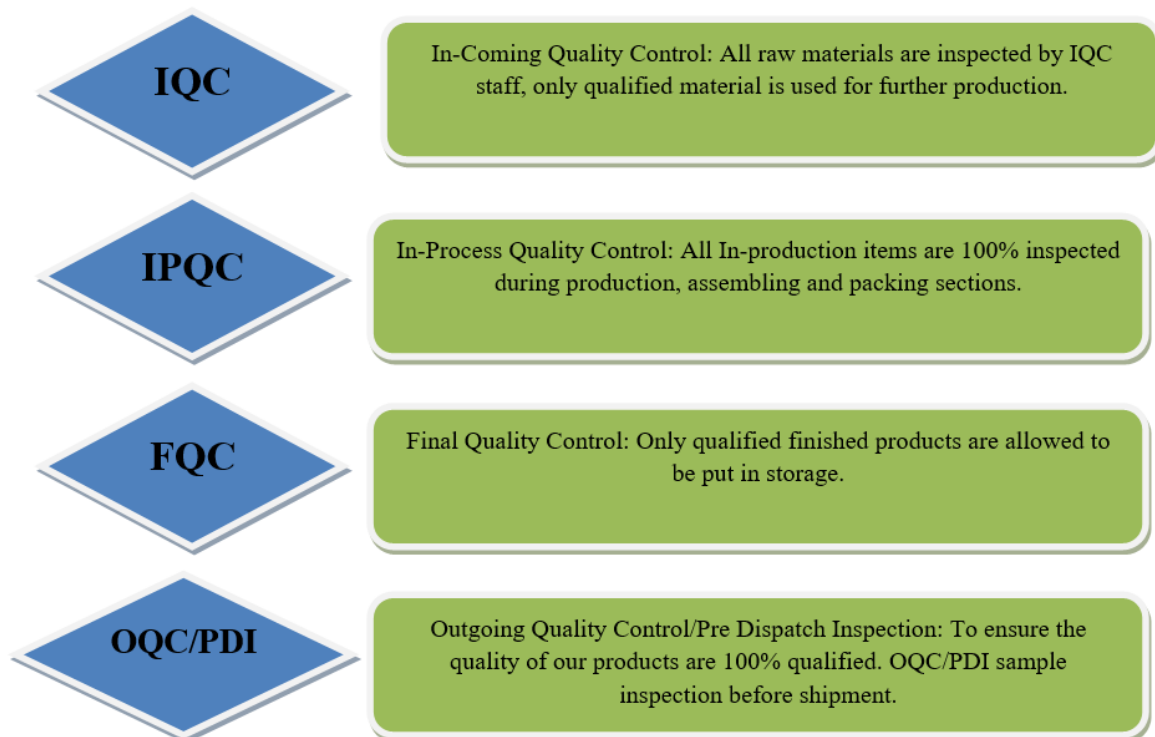 IQC
In-Coming Quality Control: All raw materials are inspected by IQC
staff, only qualified material is used for further production.
IPQC
In-Process Quality Control: All In-production items are 100% inspected
during production, assembling and packing sections.
FQC
Final Quality Control: Only qualified finished products are allowed to
be put in storage.
OQC/PDI
Outgoing Quality Control/Pre Dispatch Inspection: To ensure the
quality of our products are 100% qualified. OQC/PDI sample
inspection before shipment.